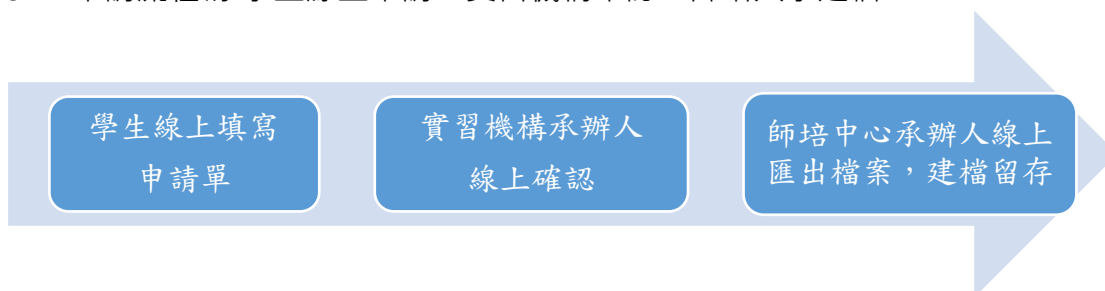 學生線上填寫
申請單
實習機構承辦人
線上確認
師培中心承辦人線上
匯出檔案，建檔留存